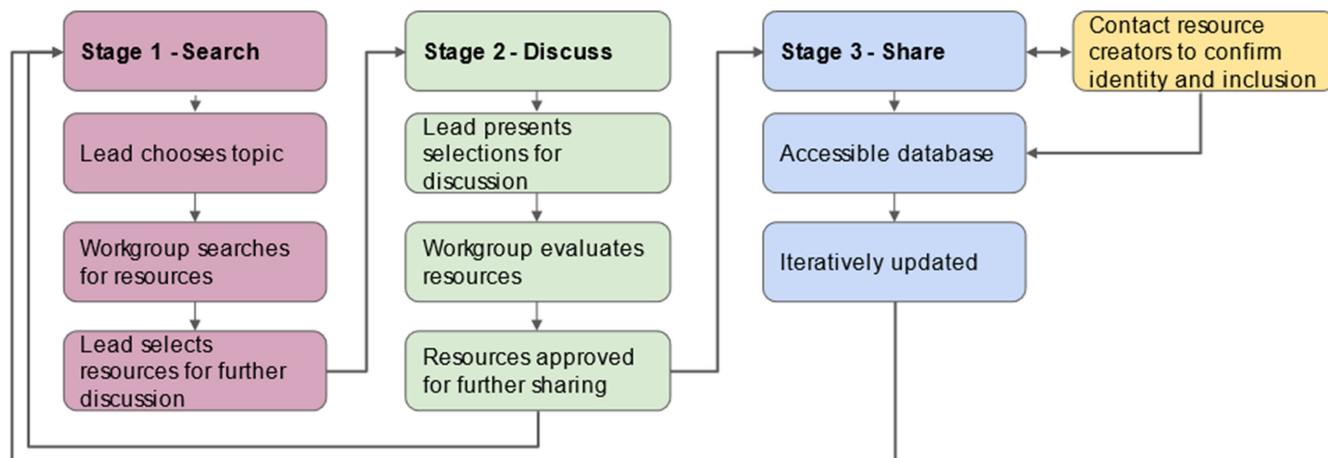 Stage 1 - Search
Lead chooses topic
Workgroup searches
for resources
Lead selects
resources for further
discussion
Stage 2 - Discuss
Lead presents
selections for
discussion
Workgroup evaluates
resources
Resources approved
for further sharing
Stage 3 - Share
Accessible database
Iteratively updated
Contact resource
creators to confirm
identity and inclusion